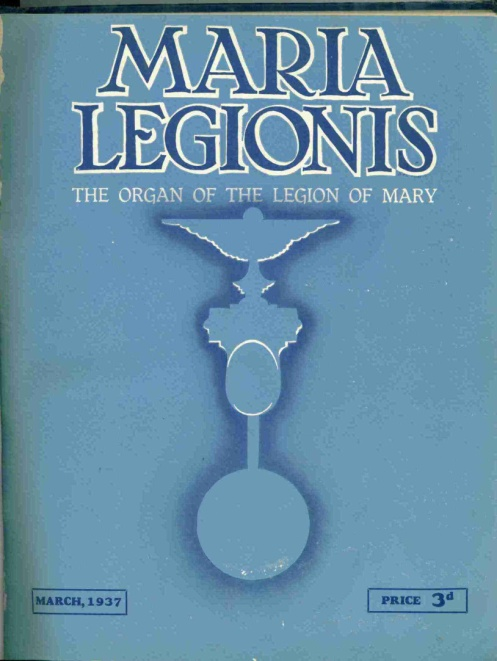 MARIA
LEGIONIS
THE ORGAN OF THE LEGION OF MARY
MARCH, 1937
PRICE 3d